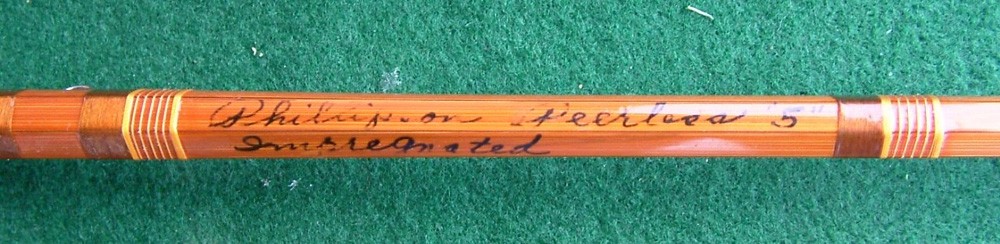 Phillipson Peerless "5"
Impregnated